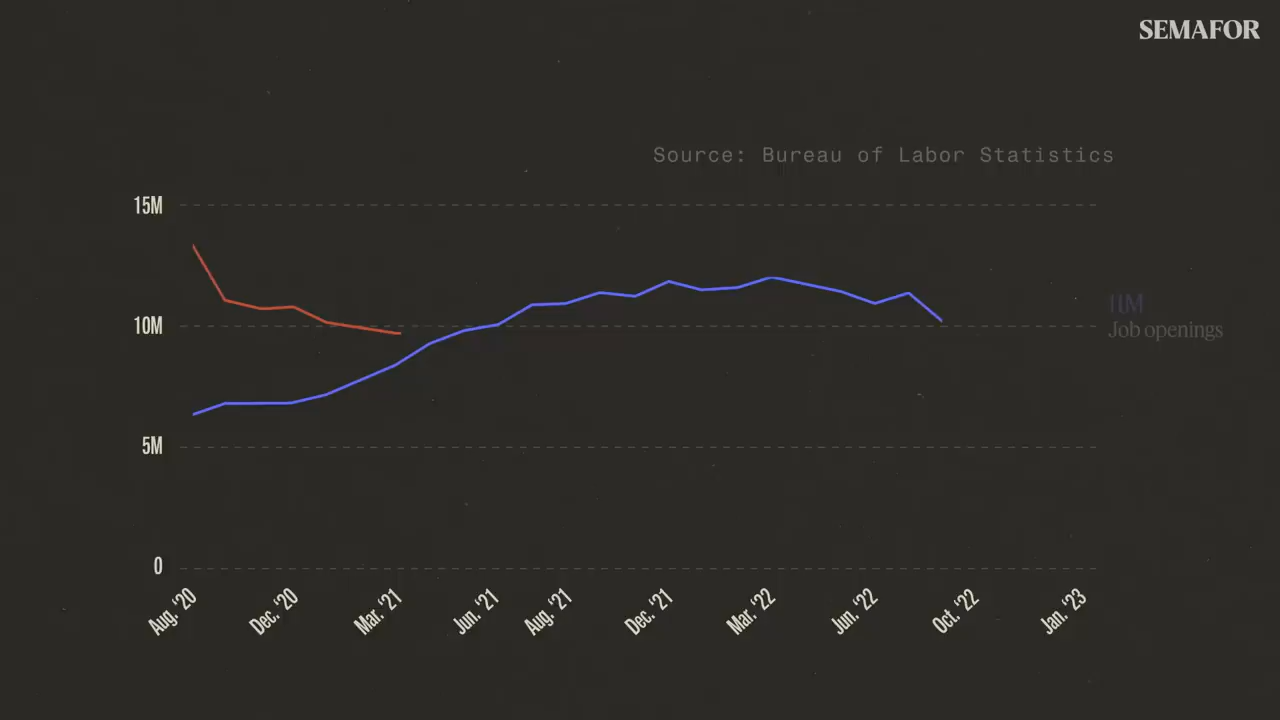 SEMAFOR
Source: Bureau of Labor Statistics
15M
10M
5M
0
11M
Job openings
Aug. ‘20
Dec. ‘20
Mar. ‘21
Jun. ‘21
Aug. ‘21
Dec. ‘21
Mar. ‘22
Jun. ‘22
Oct. ‘22
Jan. ‘23